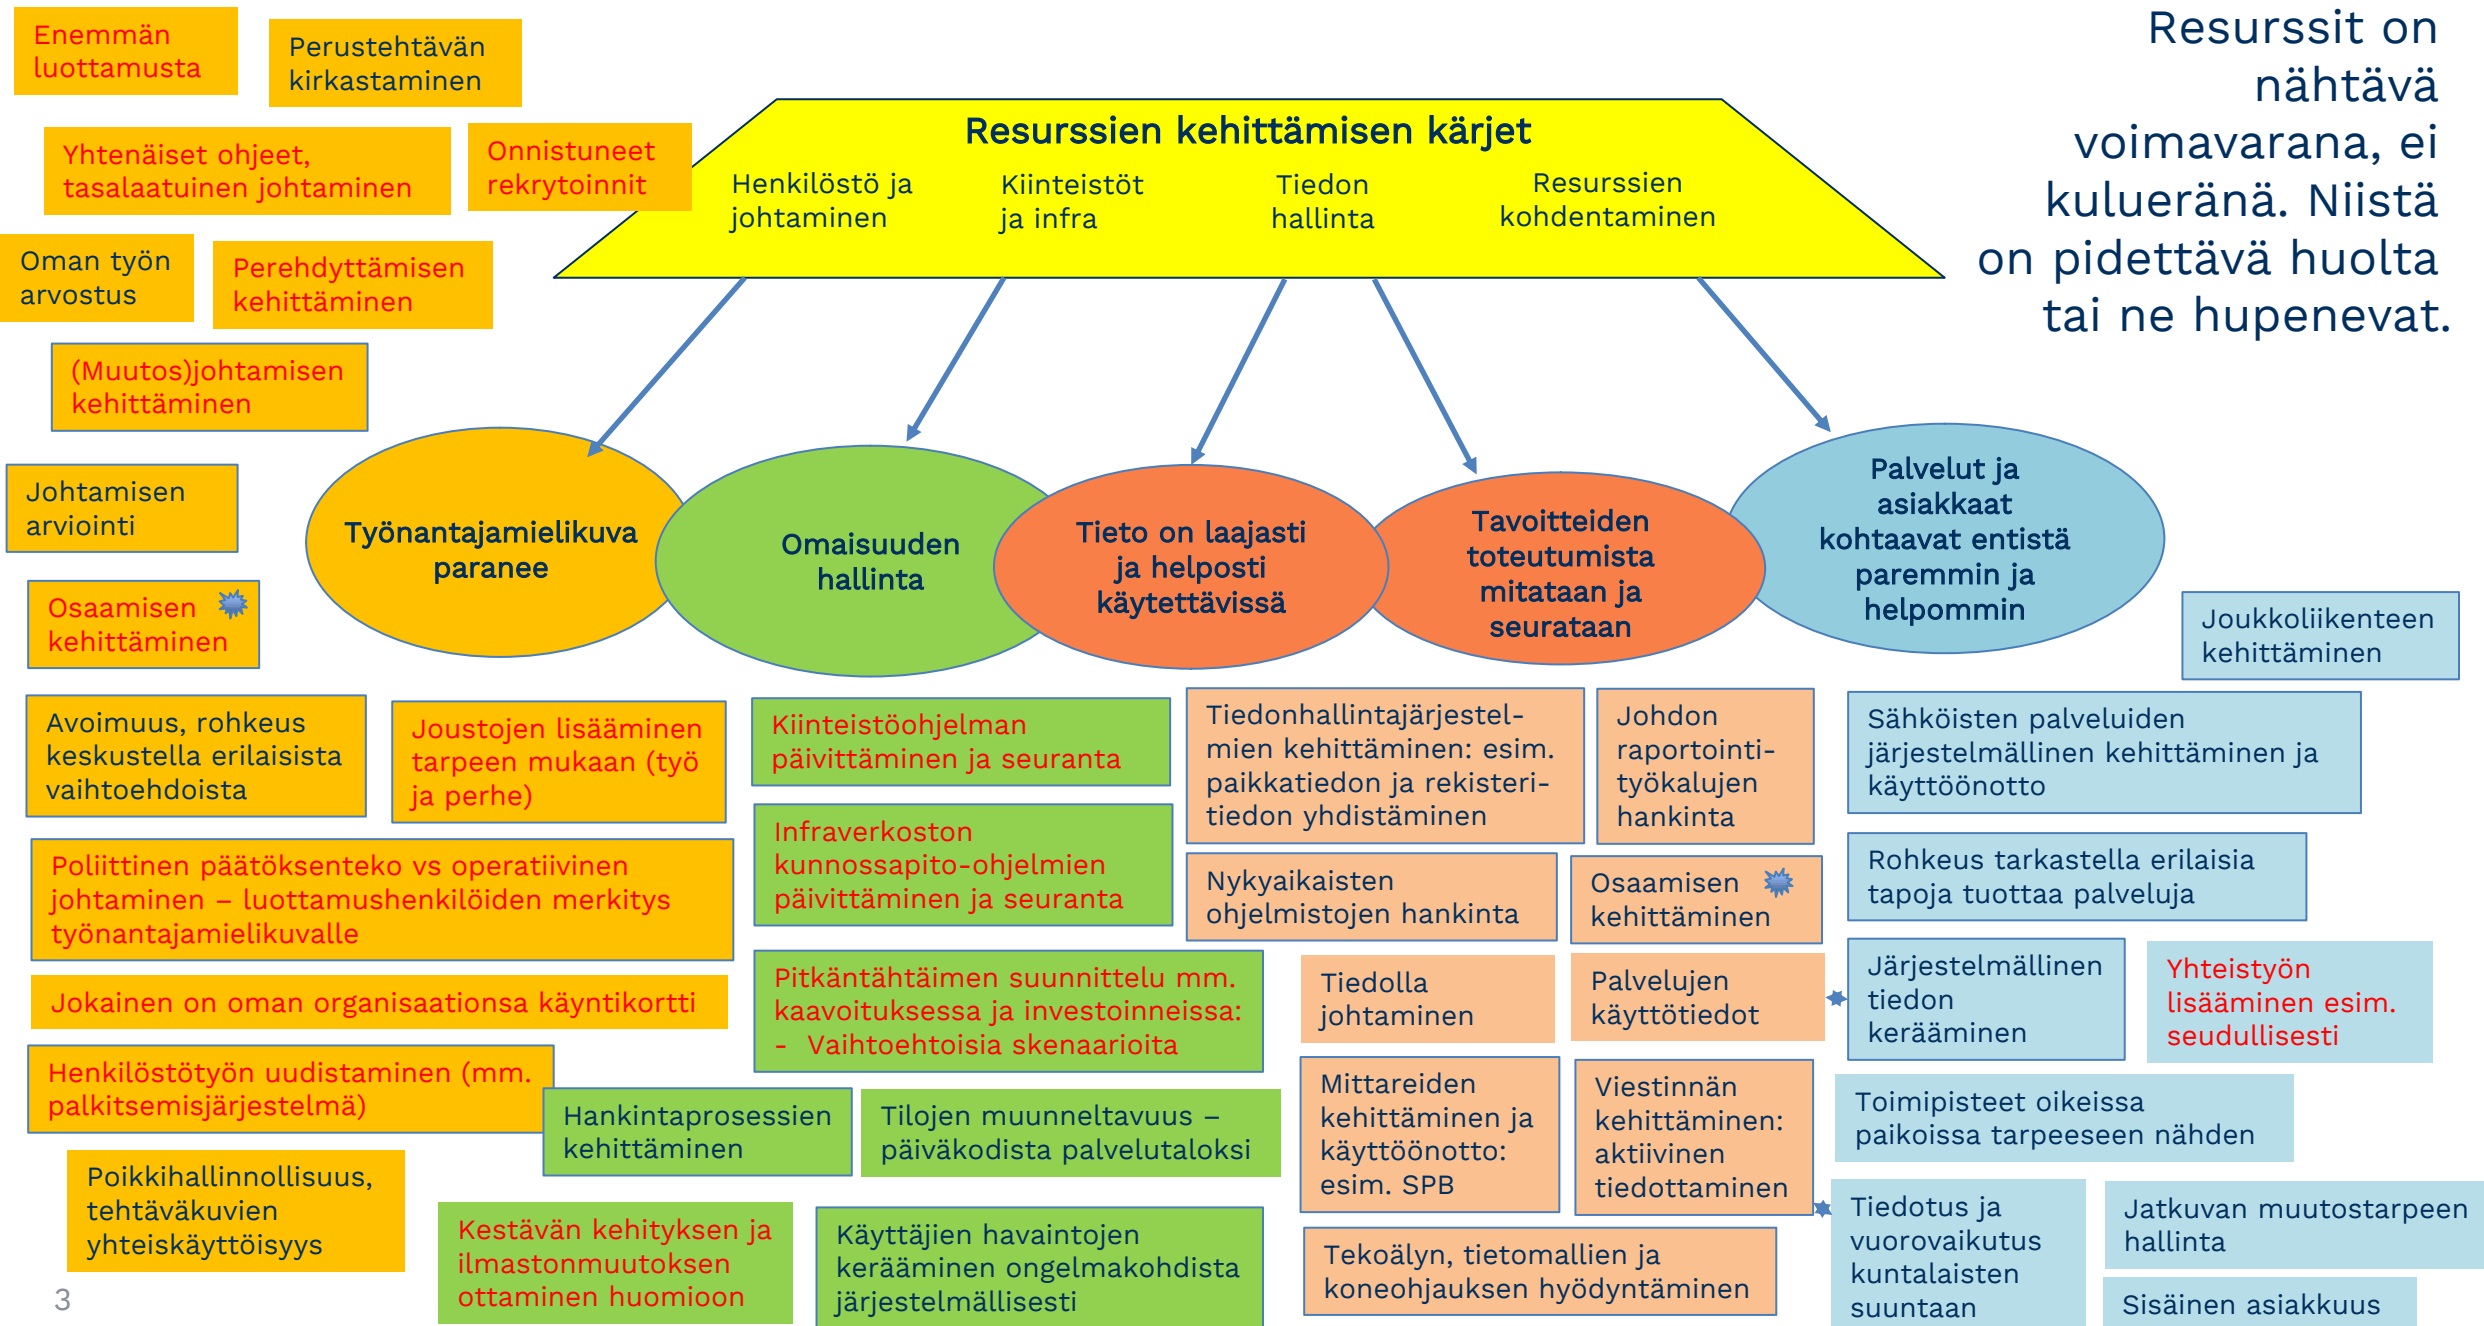 Enemmän
luottamusta
Perustehtävän
kirkastaminen
Resurssit on
nähtävä
voimavarana, ei
kulueränä. Niistä
on pidettävä huolta
tai ne hupenevat.
Yhtenäiset ohjeet,
tasalaatuinen johtaminen
Onnistuneet
rekrytoinnit
Resurssien kehittämisen kärjet
Henkilöstö ja
johtaminen
Kiinteistöt
ja infra
Tiedon
hallinta
Resurssien
kohdentaminen
Oman työn
arvostus
Perehdyttämisen
kehittäminen
(Muutos)johtamisen
kehittäminen
Johtamisen
arviointi
Osaamisen
kehittäminen
Työnantajamielikuva
paranee
Omaisuuden
hallinta
Tieto on laajasti
ja helposti
käytettävissä
Tavoitteiden
toteutumista
mitataan ja
seurataan
Palvelut ja
asiakkaat
kohtaavat entistä
paremmin ja
helpommin
Joukkoliikenteen
kehittäminen
Avoimuus, rohkeus
keskustella erilaisista
vaihtoehdoista
Joustojen lisääminen
tarpeen mukaan (työ
ja perhe)
Poliittinen päätöksenteko vs operatiivinen
johtaminen – luottamushenkilöiden merkitys
työnantajamielikuvalle
Jokainen on oman organisaationsa käyntikortti
Henkilöstötyön uudistaminen (mm.
palkitsemisjärjestelmä)
Poikkihallinnollisuus,
tehtäväkuvien
yhteiskäyttöisyys
Kiinteistöohjelman
päivittäminen ja seuranta
Infraverkoston
kunnossapito-ohjelmien
päivittäminen ja seuranta
Pitkäntähtäimen suunnittelu mm.
kaavoituksessa ja investoinneissa:
- Vaihtoehtoisia skenaarioita
Hankintaprosessien
kehittäminen
Tilojen muunneltavuus –
päiväkodista palvelutaloksi
Kestävän kehityksen ja
ilmastonmuutoksen
ottaminen huomioon
Käyttäjien havaintojen
kerääminen ongelmakohdista
järjestelmällisesti
Tiedonhallintajärjestel-
mien kehittäminen: esim.
paikkatiedon ja rekisteri-
tiedon yhdistäminen
Johdon
raportointi-
työkalujen
hankinta
Nykyaikaisten
ohjelmistojen hankinta
Osaamisen
kehittäminen
Tiedolla
johtaminen
Palvelujen
käyttötiedot
Mittareiden
kehittäminen ja
käyttöönotto:
esim. SPB
Viestinnän
kehittäminen:
aktiivinen
tiedottaminen
Tekoälyn, tietomallien ja
koneohjauksen hyödyntäminen
Sähköisten palveluiden
järjestelmällinen kehittäminen ja
käyttöönotto
Rohkeus tarkastella erilaisia
tapoja tuottaa palveluja
Järjestelmällinen
tiedon
kerääminen
Yhteistyön
lisääminen esim.
seudullisesti
Toimipisteet oikeissa
paikoissa tarpeeseen nähden
Tiedotus ja
vuorovaikutus
kuntalaisten
suuntaan
Jatkuvan muutostarpeen
hallinta
Sisäinen asiakkuus
3